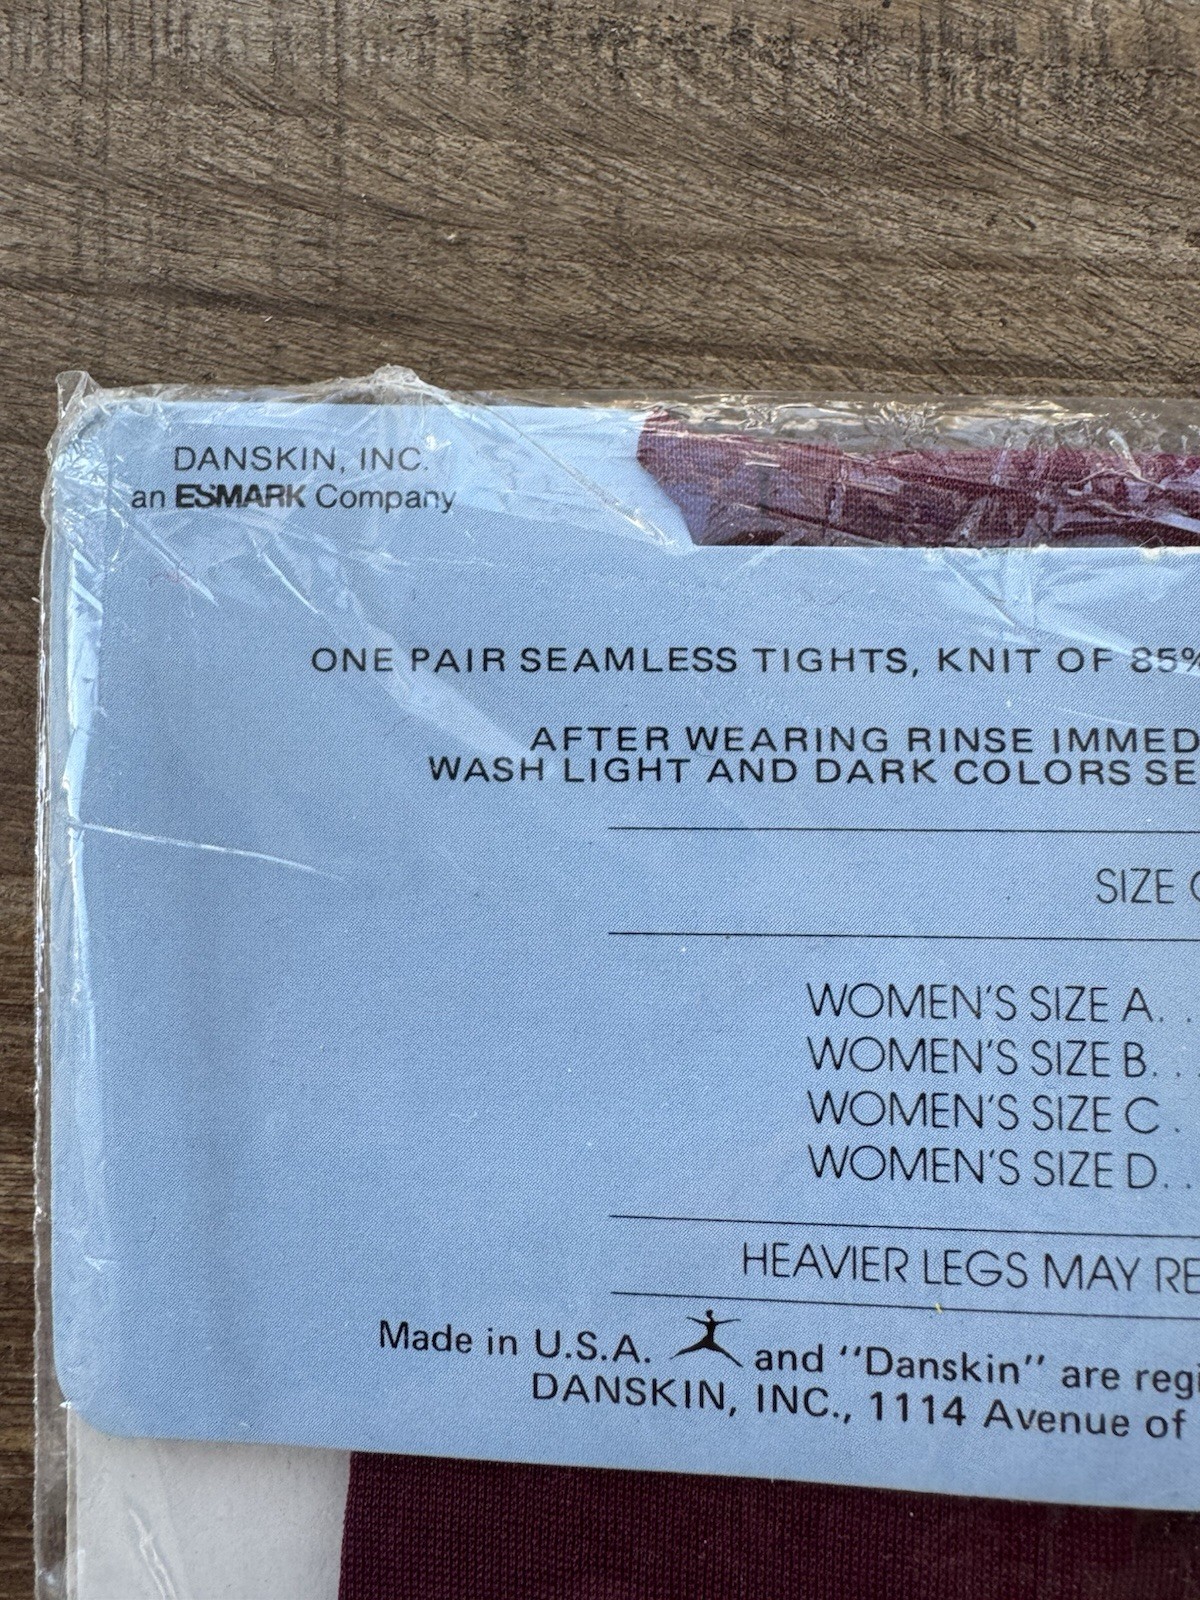 DANSKIN, INC.
an ESMARK Company
ONE PAIR SEAMLESS TIGHTS, KNIT OF 85%
AFTER WEARING RINSE IMMED
WASH LIGHT AND DARK COLORS SE
SIZE
WOMEN'S SIZE A. .
WOMEN'S SIZE B. . .
WOMEN'S SIZE C .
WOMEN'S SIZE D. .
HEAVIER LEGS MAY RE
Made in U.S.A. and "Danskin" are regi
DANSKIN, INC., 1114 Avenue of